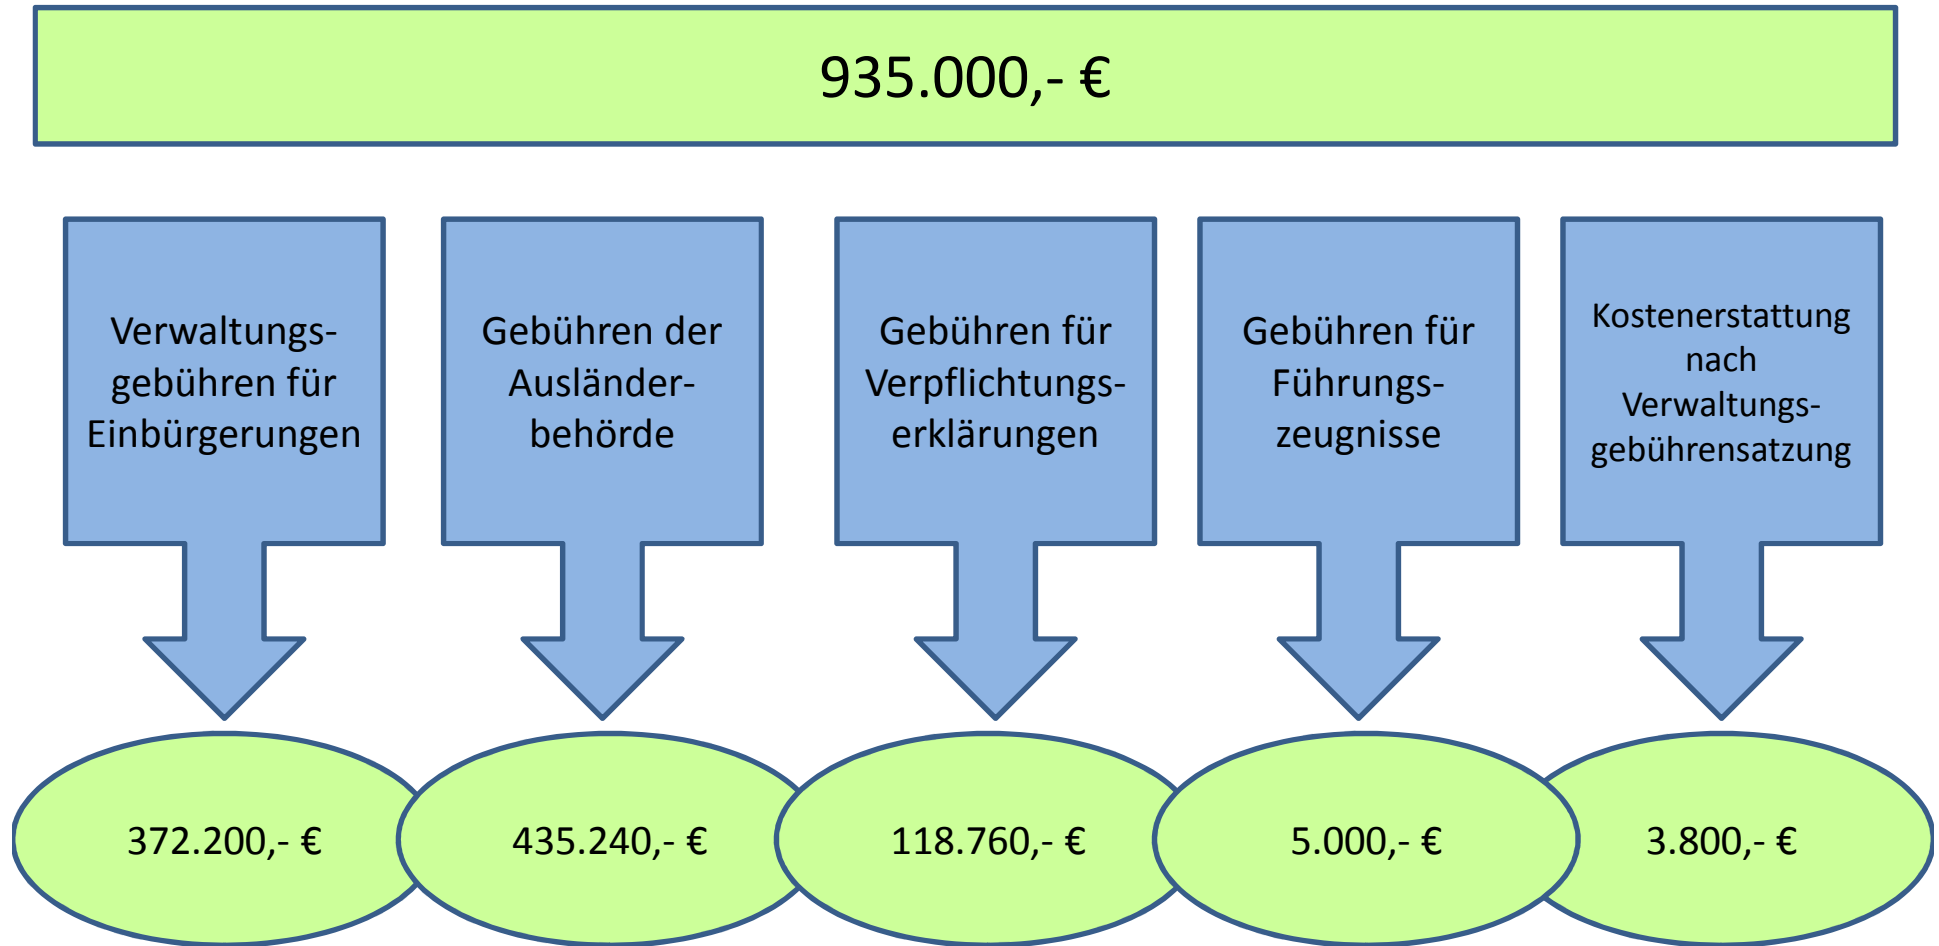 935.000,- €
Verwaltungs-
gebühren für
Einbürgerungen
Gebühren der
Ausländer-
behörde
Gebühren für
Verpflichtungs-
erklärungen
Gebühren für
Führungs-
zeugnisse
Kostenerstattung
nach
Verwaltungs-
gebührensatzung
372.200,- €
435.240,- €
118.760,- €
5.000,- €
3.800,- €